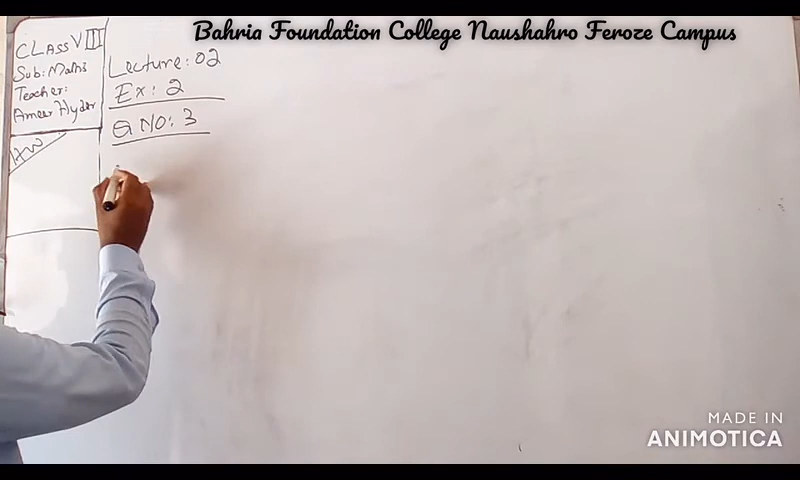 Bahria Foundation College Naushahro Feroze Campus
CLASS VIII
Sub: Maths
Teacher:
Ameer Hyder
HW
Lecture: 02
Ex: 2
Q NO: 3
MADE IN
ANIMOTICA